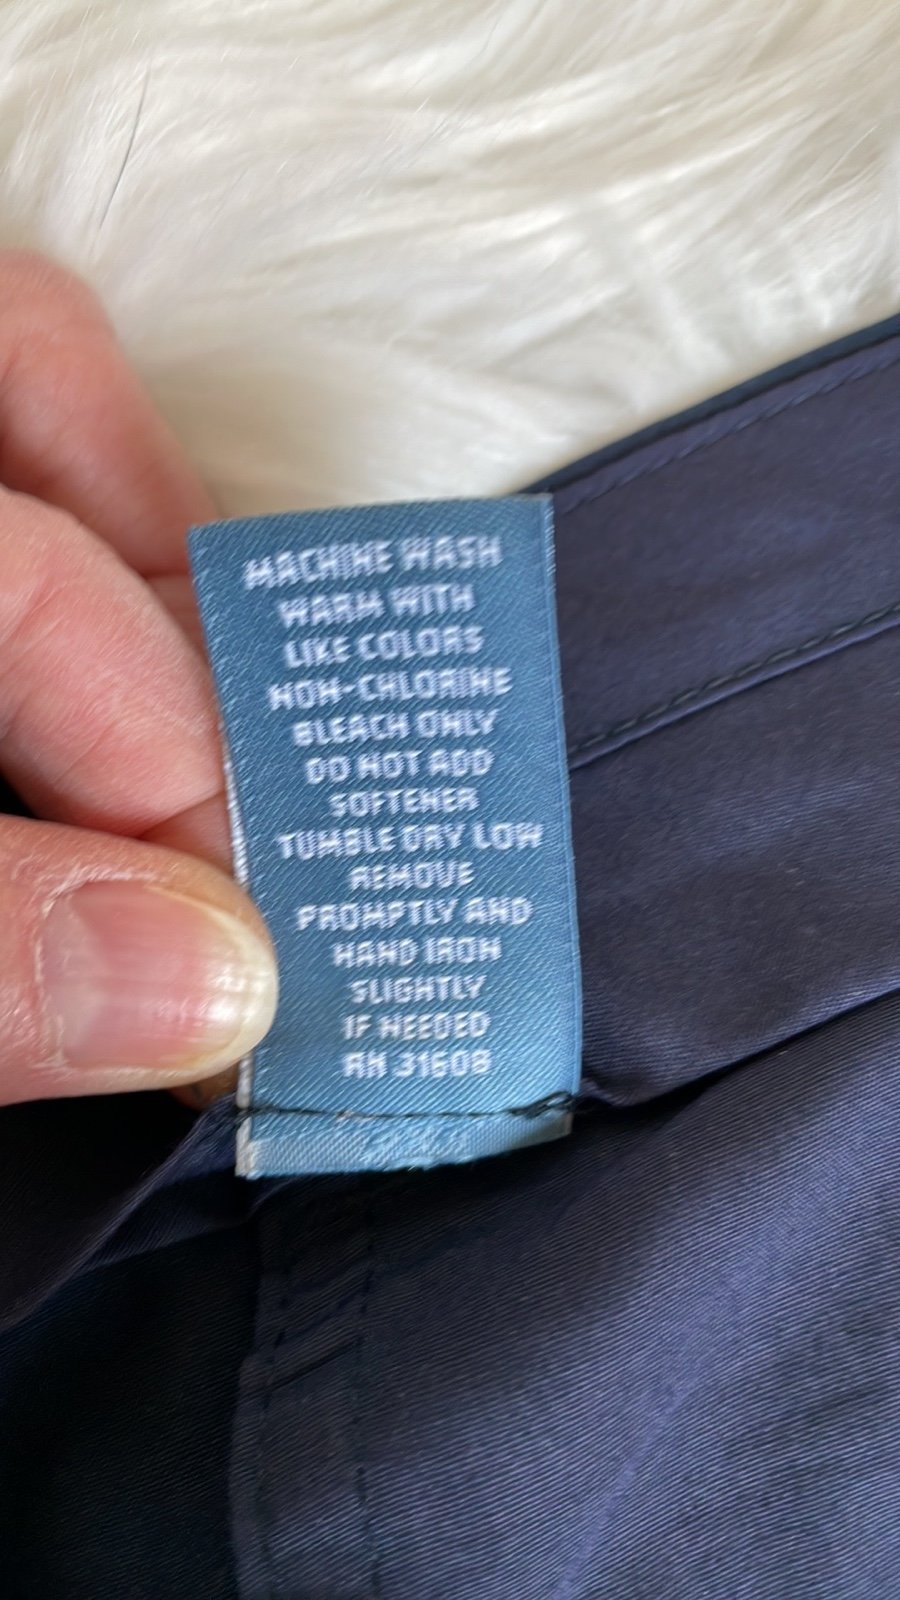 MACHINE WASH
WARM WITH
LIKE COLORS
NON-CHLORINE
BLEACH ONLY
DO NOT ADD
SOFTENER
TUMBLE DRY LOW
REMOVE
PROMPTLY AND
HAND IRON
SLIGHTLY
IF NEEDED
RN 31608